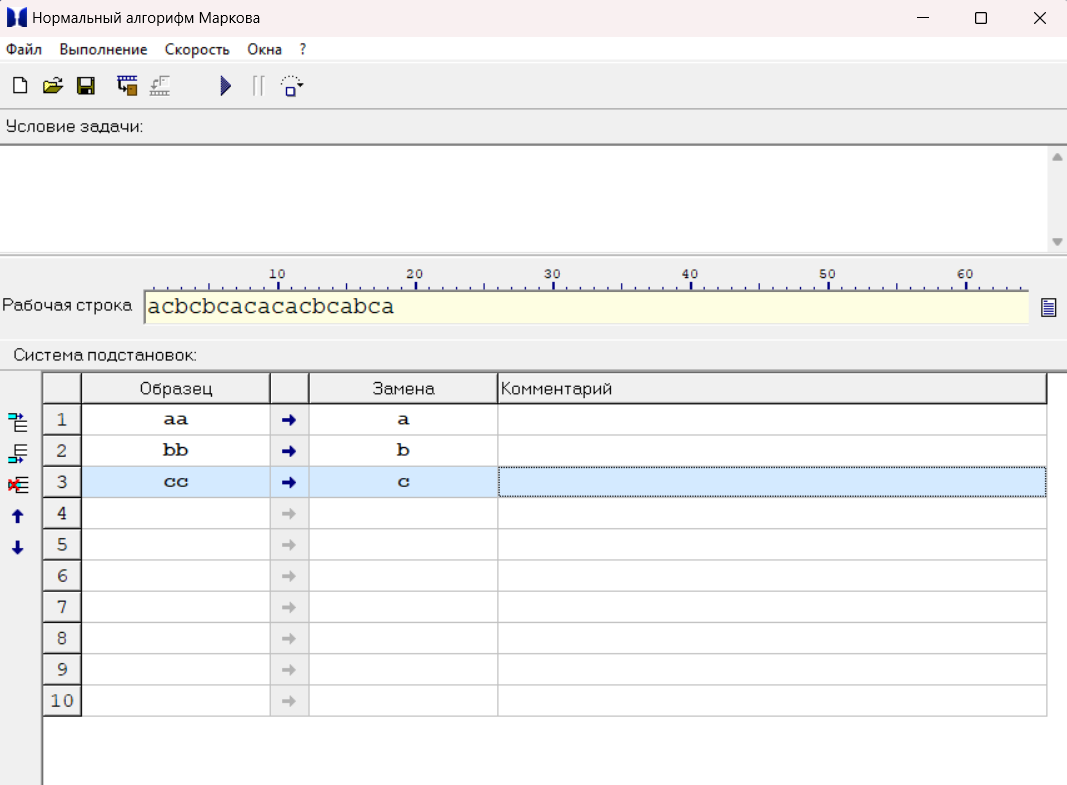 Нормальный алгорифм Маркова
Файл Выполнение Скорость Окна ?
Условие задачи:
10 20 30 40 50 60
Рабочая строка acbcbcacacacbcabca
Система подстановок:
Образец Замена Комментарий
1 aa ➔ a
2 bb ➔ b
3 cc ➔ c
4 ➔
5 ➔
6 ➔
7 ➔
8 ➔
9 ➔
10 ➔